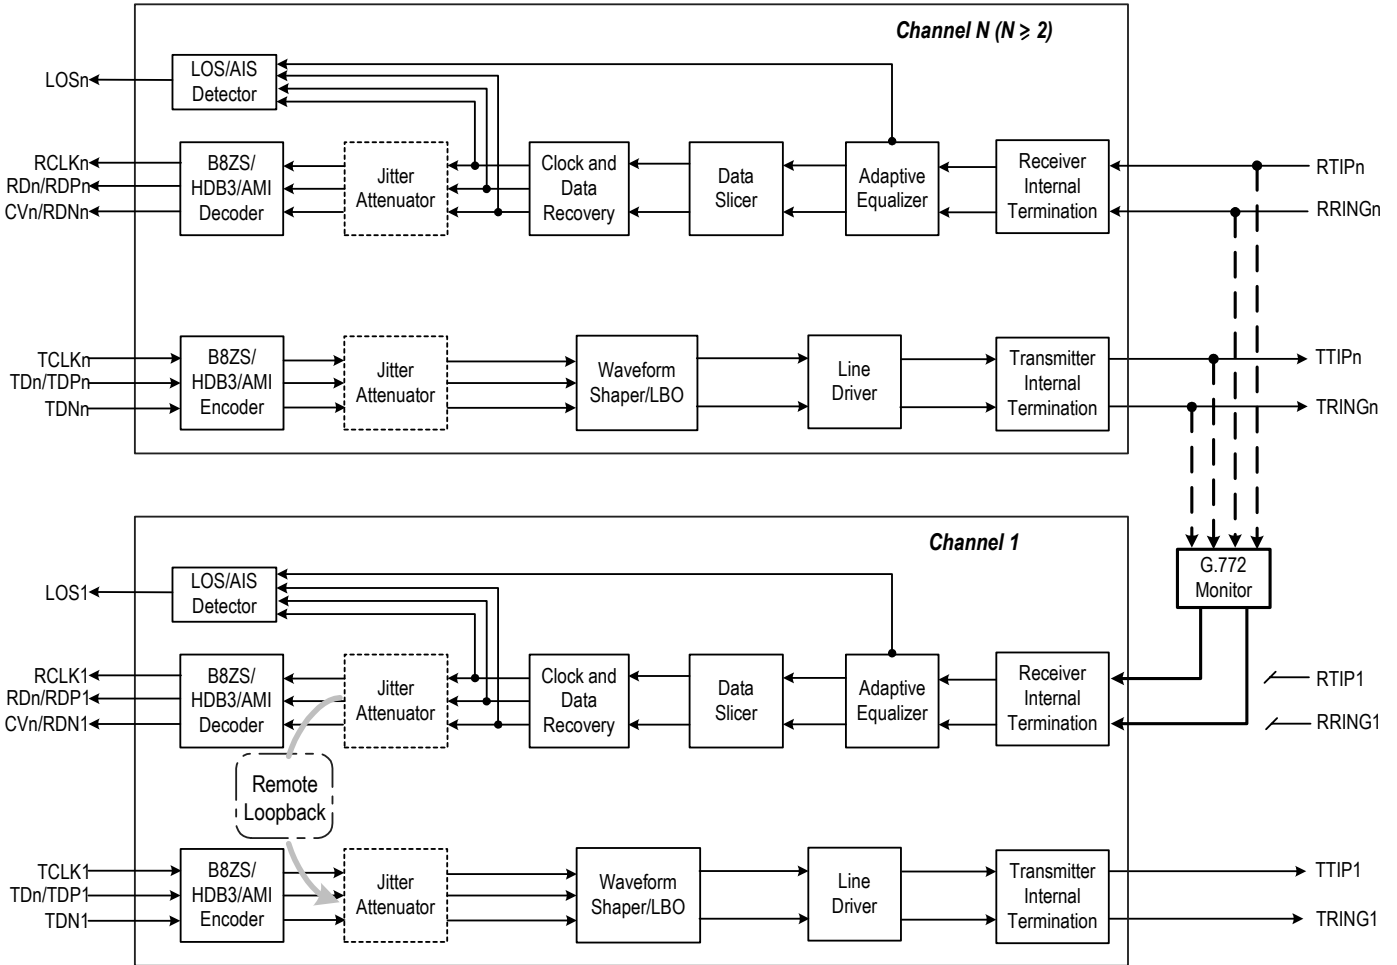 Channel N (N ≥ 2)
LOSn
LOS/AIS
Detector
RCLKn
RDn/RDPn
CVn/RDNn
B8ZS/
HDB3/AMI
Decoder
Jitter
Attenuator
Clock and
Data
Recovery
Data
Slicer
Adaptive
Equalizer
Receiver
Internal
Termination
RTIPn
RRINGn
TCLKn
TDn/TDPn
TDNn
B8ZS/
HDB3/AMI
Encoder
Jitter
Attenuator
Waveform
Shaper/LBO
Line
Driver
Transmitter
Internal
Termination
TTIPn
TRINGn
Channel 1
G.772
Monitor
LOS1
LOS/AIS
Detector
RCLK1
RDn/RDP1
CVn/RDN1
B8ZS/
HDB3/AMI
Decoder
Jitter
Attenuator
Clock and
Data
Recovery
Data
Slicer
Adaptive
Equalizer
Receiver
Internal
Termination
RTIP1
RRING1
Remote
Loopback
TCLK1
TDn/TDP1
TDN1
B8ZS/
HDB3/AMI
Encoder
Jitter
Attenuator
Waveform
Shaper/LBO
Line
Driver
Transmitter
Internal
Termination
TTIP1
TRING1